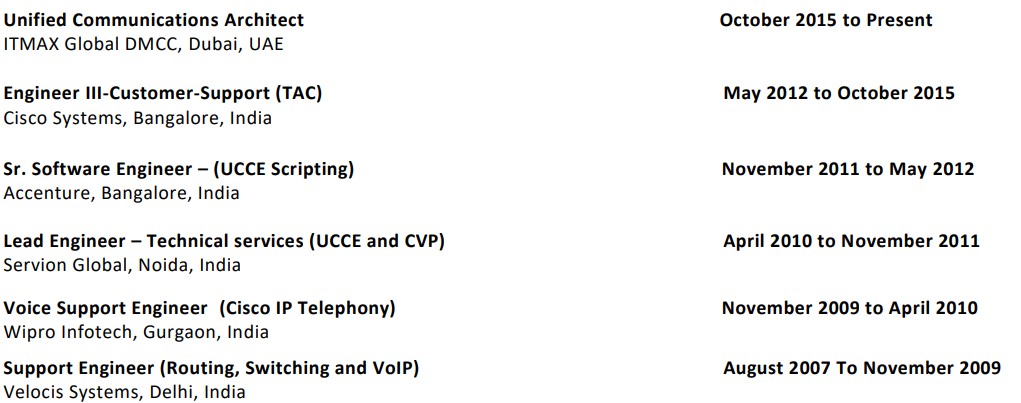 Unified Communications Architect October 2015 to Present
ITMAX Global DMCC, Dubai, UAE
Engineer III-Customer-Support (TAC) May 2012 to October 2015
Cisco Systems, Bangalore, India
Sr. Software Engineer – (UCCE Scripting) November 2011 to May 2012
Accenture, Bangalore, India
Lead Engineer – Technical services (UCCE and CVP) April 2010 to November 2011
Servion Global, Noida, India
Voice Support Engineer (Cisco IP Telephony) November 2009 to April 2010
Wipro Infotech, Gurgaon, India
Support Engineer (Routing, Switching and VoIP) August 2007 To November 2009
Velocis Systems, Delhi, India